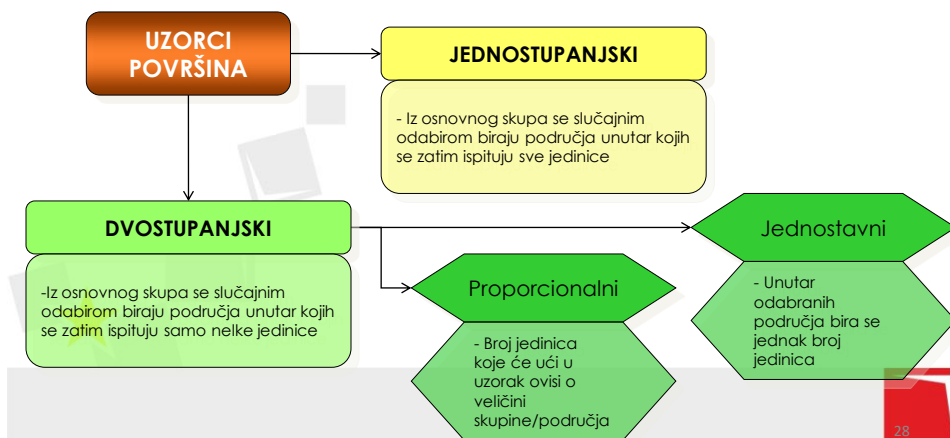 UZORCI
POVRŠINA
JEDNOSTUPANJSKI
- Iz osnovnog skupa se slučajnim
odabirom biraju područja unutar kojih
se zatim ispituju sve jedinice
DVOSTUPANJSKI
-Iz osnovnog skupa se slučajnim
odabirom biraju područja unutar kojih
se zatim ispituju samo nelke jedinice
Proporcionalni
- Broj jedinica
koje će ući u
uzorak ovisi o
veličini
skupine/područja
Jednostavni
- Unutar
odabranih
područja bira se
jednak broj
jedinica
28